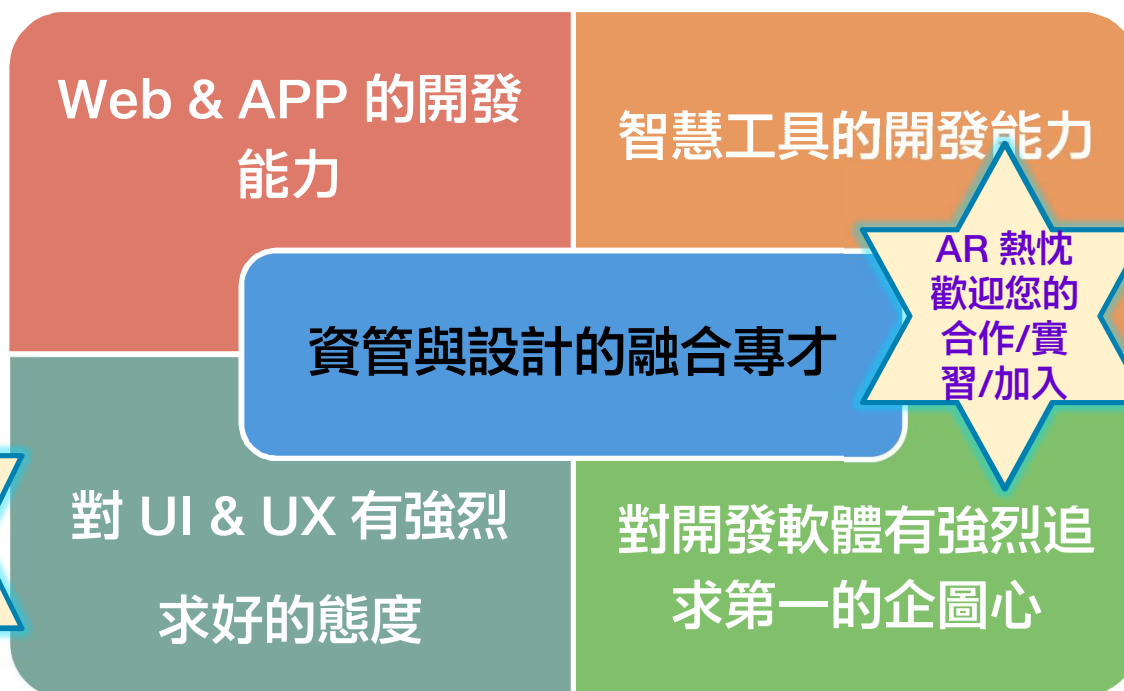 Web & APP 的開發
能力
智慧工具的開發能力
AR 熱忱
歡迎您的
合作/實
習/加入
資管與設計的融合專才
對 UI & UX 有強烈
求好的態度
對開發軟體有強烈追
求第一的企圖心